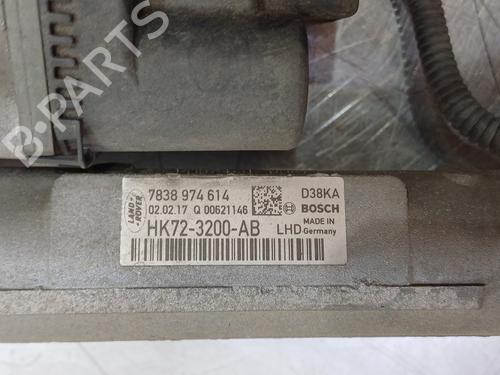 B-PARTS
LAND
ROVER
7838 974 614
02.02.17 Q 00621146
HK72-3200-AB
D38KA
BOSCH
MADE IN
LHD Germany